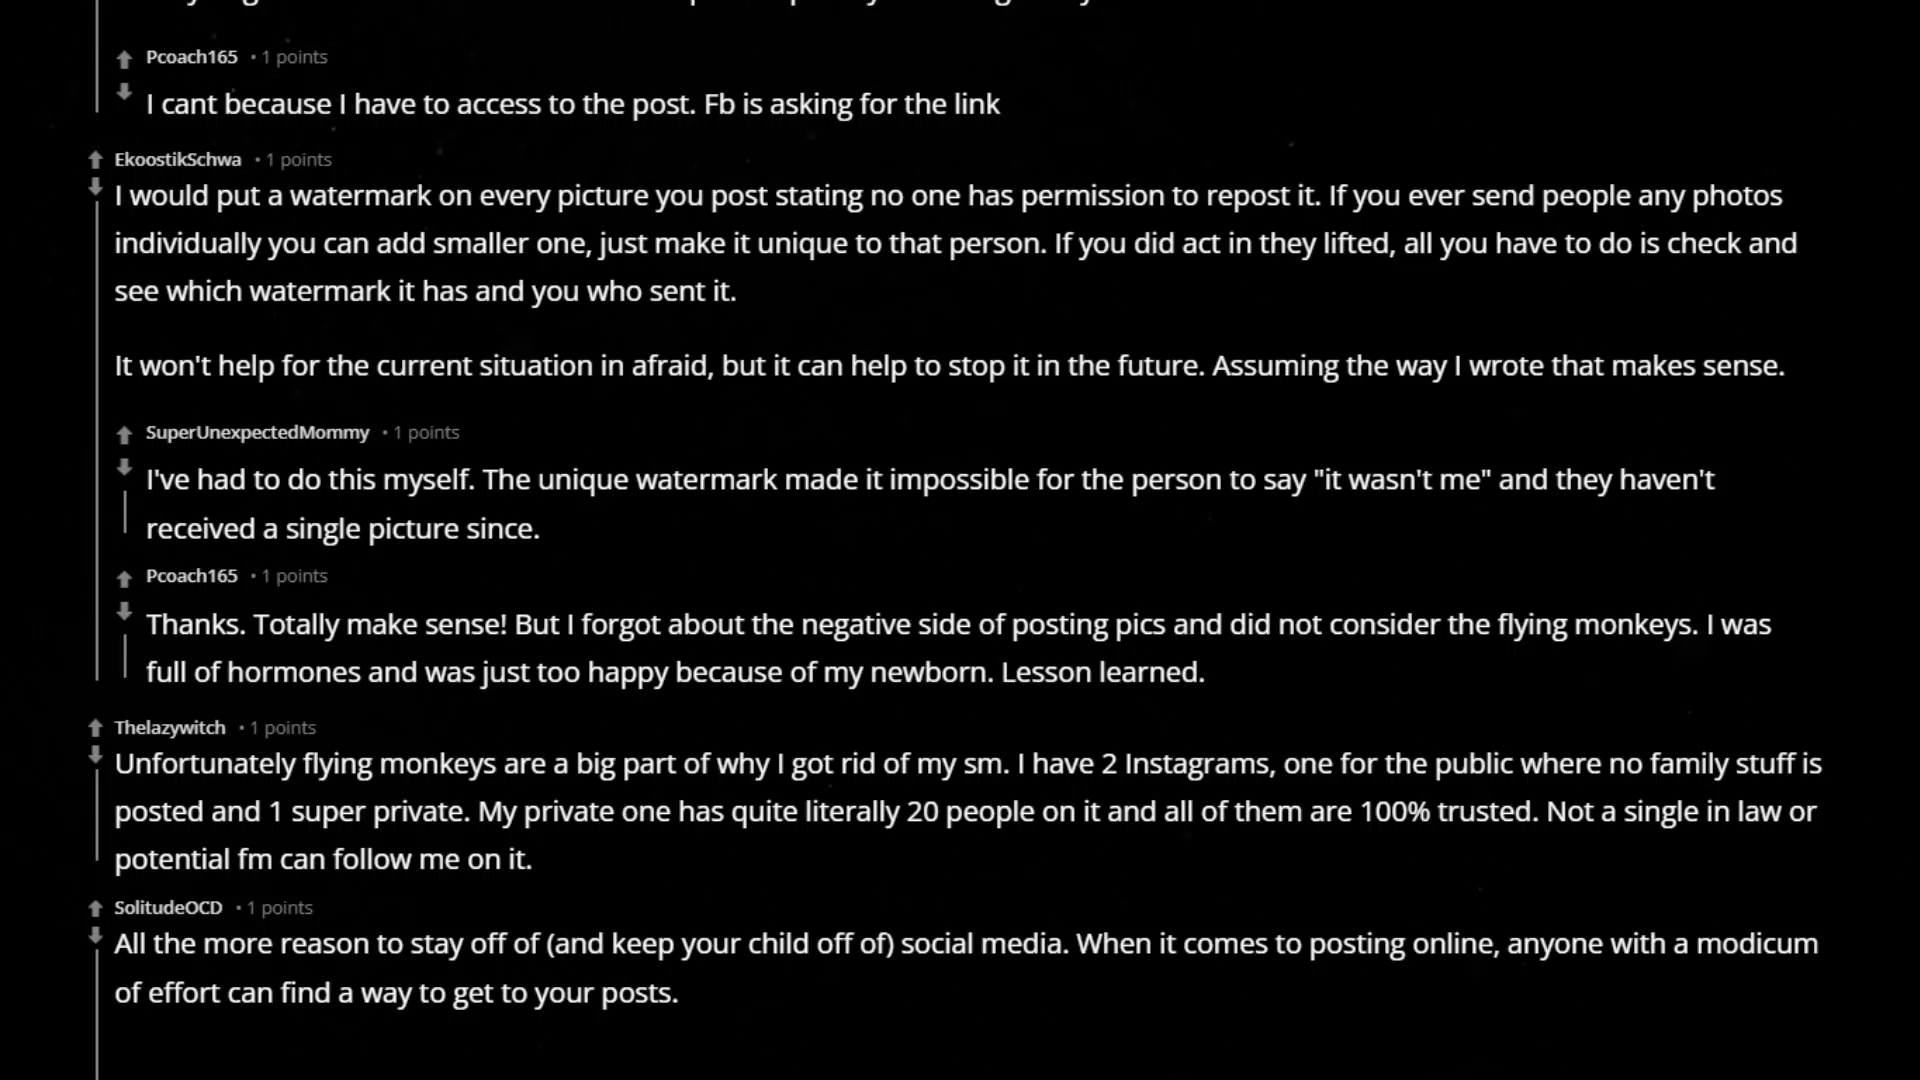 Pcoach165 • 1 points
I cant because I have to access to the post. Fb is asking for the link
EkoostikSchwa • 1 points
I would put a watermark on every picture you post stating no one has permission to repost it. If you ever send people any photos
individually you can add smaller one, just make it unique to that person. If you did act in they lifted, all you have to do is check and
see which watermark it has and you who sent it.
It won't help for the current situation in afraid, but it can help to stop it in the future. Assuming the way I wrote that makes sense.
SuperUnexpectedMommy • 1 points
I've had to do this myself. The unique watermark made it impossible for the person to say "it wasn't me" and they haven't
received a single picture since.
Pcoach165 • 1 points
Thanks. Totally make sense! But I forgot about the negative side of posting pics and did not consider the flying monkeys. I was
full of hormones and was just too happy because of my newborn. Lesson learned.
Thelazywitch • 1 points
Unfortunately flying monkeys are a big part of why I got rid of my sm. I have 2 Instagrams, one for the public where no family stuff is
posted and 1 super private. My private one has quite literally 20 people on it and all of them are 100% trusted. Not a single in law or
potential fm can follow me on it.
SolitudeOCD • 1 points
All the more reason to stay off of (and keep your child off of) social media. When it comes to posting online, anyone with a modicum
of effort can find a way to get to your posts.